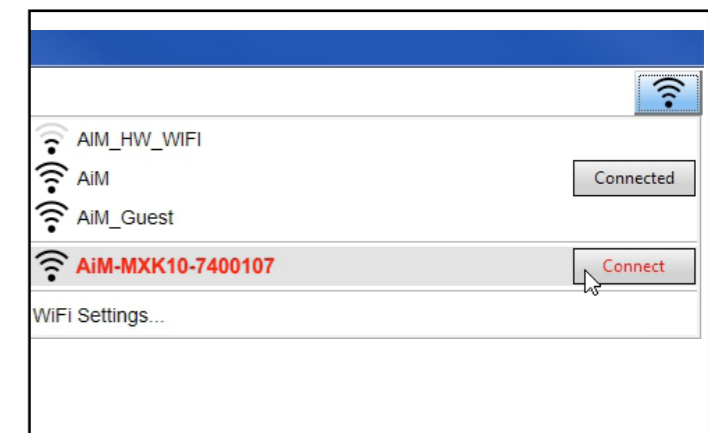 AIM_HW_WIFI
AiM Connected
AiM_Guest
AiM-MXK10-7400107 Connect
WiFi Settings...